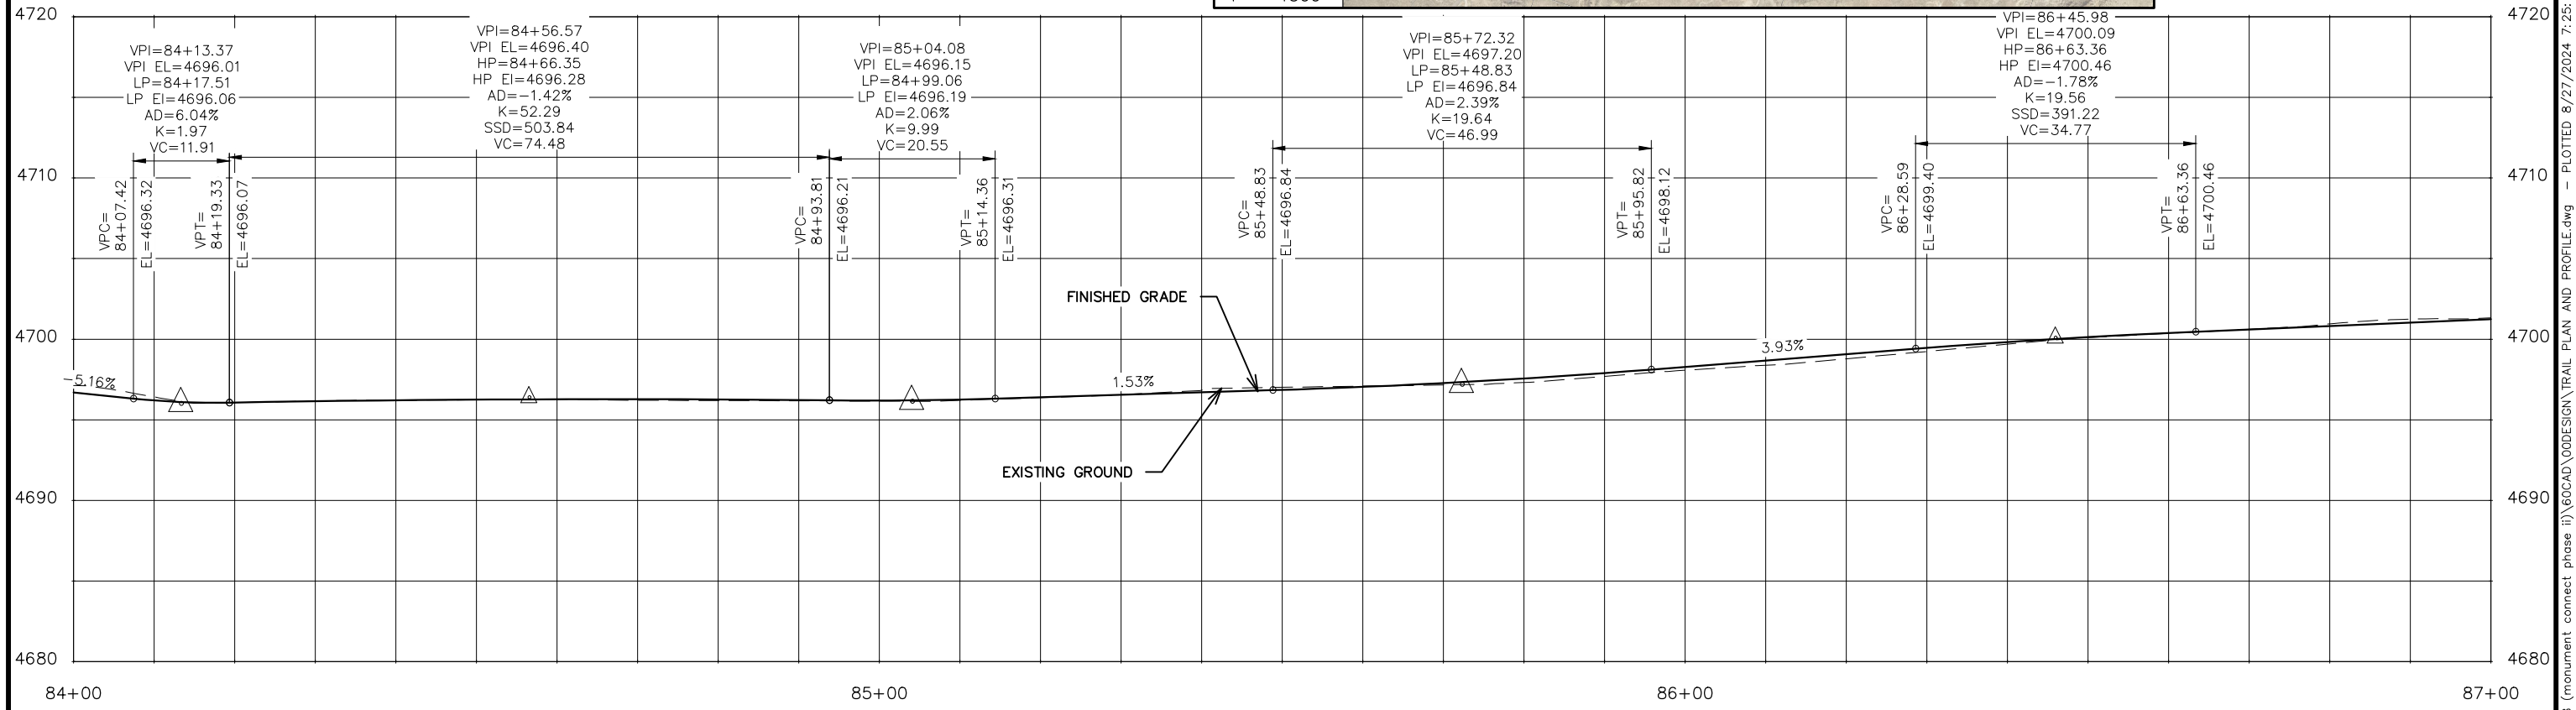 4720
4710
4700
4690
4680
VPI=84+13.37
VPI EL=4696.01
LP=84+17.51
LP EI=4696.06
AD=6.04%
K=1.97
VC=11.91
VPI=84+56.57
VPI EL=4696.40
HP=84+66.35
HP EI=4696.28
AD=-1.42%
K=52.29
SSD=503.84
VC=74.48
VPI=85+04.08
VPI EL=4696.15
LP=84+99.06
LP EI=4696.19
AD=2.06%
K=9.99
VC=20.55
VPI=85+72.32
VPI EL=4697.20
LP=85+48.83
LP EI=4696.84
AD=2.39%
K=19.64
VC=46.99
VPI=86+45.98
VPI EL=4700.09
HP=86+63.36
HP EI=4700.46
AD=-1.78%
K=19.56
SSD=391.22
VC=34.77
VPC=
84+07.42
EL=4696.32
VPT=
84+19.33
EL=4696.07
VPC=
84+93.81
EL=4696.21
VPT=
85+14.36
EL=4696.31
VPC=
85+48.83
EL=4696.84
VPT=
85+95.82
EL=4698.12
VPC=
86+28.59
EL=4699.40
VPT=
86+63.36
EL=4700.46
-5.16%
1.53%
3.93%
FINISHED GRADE
EXISTING GROUND
4720
4710
4700
4690
4680
84+00
85+00
86+00
87+00
(monument connect phase ii)\60CAD\00DESIGN\TRAIL PLAN AND PROFILE.dwg - PLOTTED 8/27/2024 7:25: